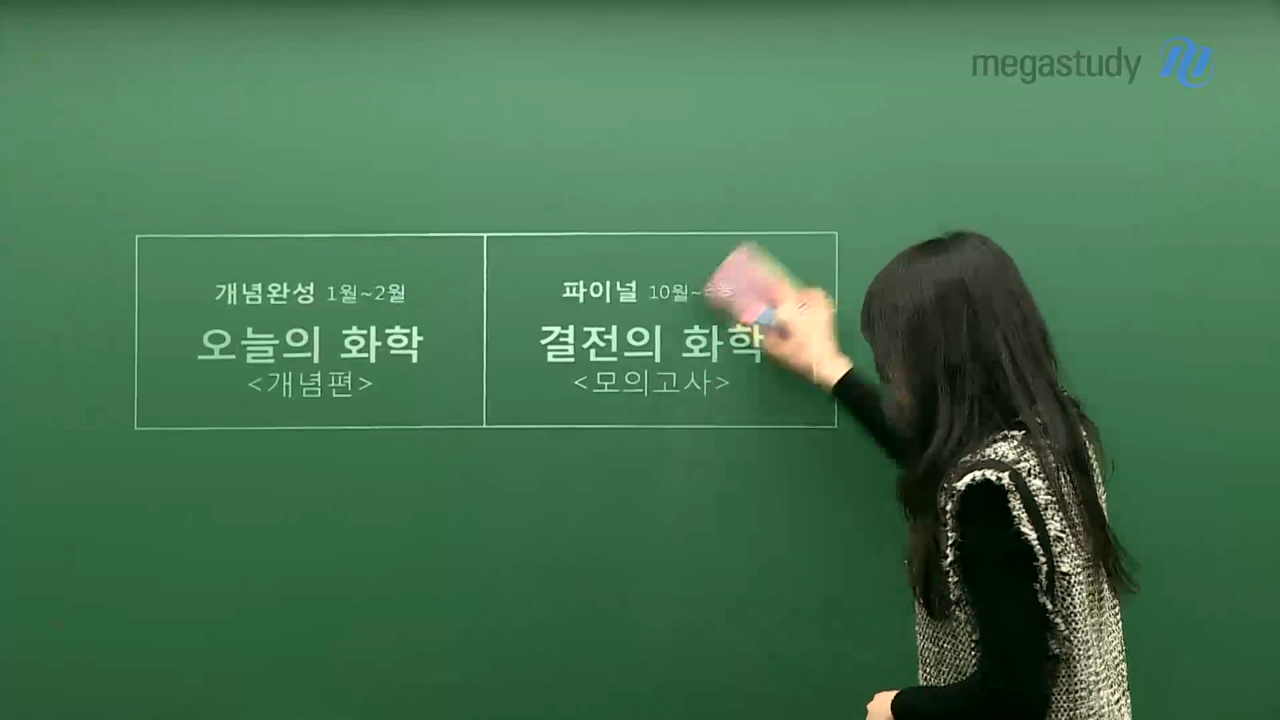 megastudy
개념완성 1월~2월
오늘의 화학
<개념편>
파이널 10월~
결전의 화학
<모의고사>